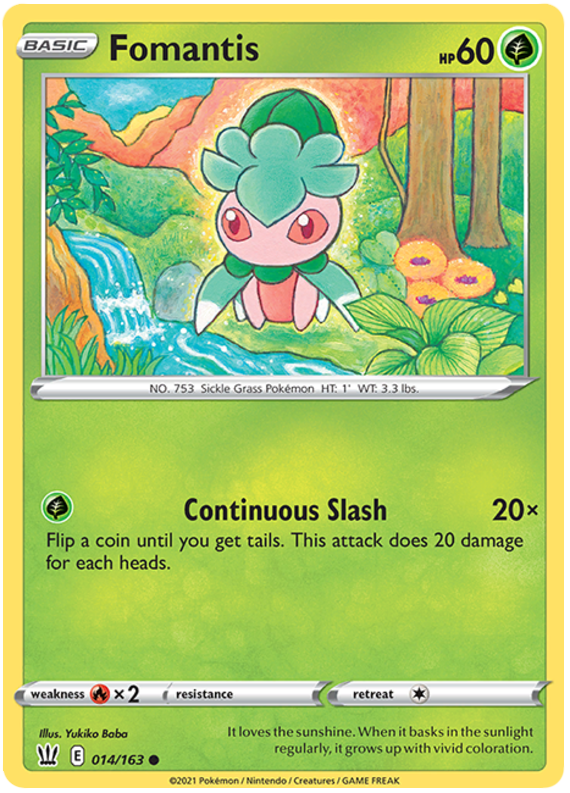 BASIC Fomantis HP60
NO. 753 Sickle Grass Pokémon HT: 1' WT: 3.3 lbs.
Continuous Slash 20×
Flip a coin until you get tails. This attack does 20 damage
for each heads.
weakness ×2 resistance retreat
Illus. Yukiko Baba
It loves the sunshine. When it basks in the sunlight
regularly, it grows up with vivid coloration.
E 014/163
©2021 Pokémon / Nintendo / Creatures / GAME FREAK